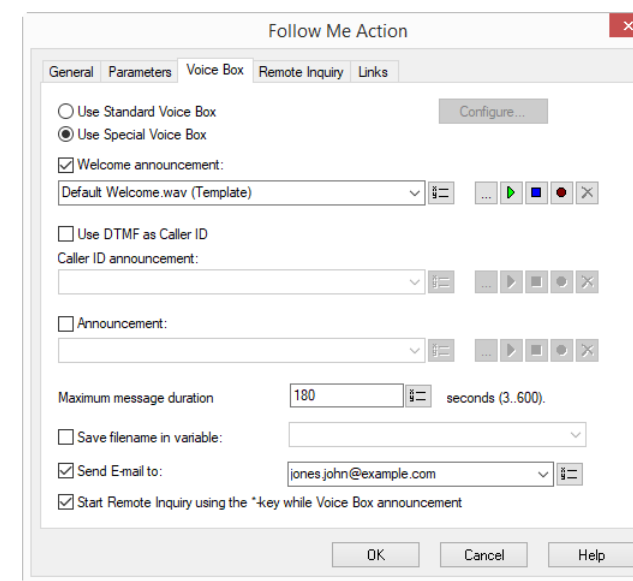 Follow Me Action
General Parameters Voice Box Remote Inquiry Links
Use Standard Voice Box Configure...
Use Special Voice Box
Welcome announcement:
Default Welcome.wav (Template) ...
Use DTMF as Caller ID
Caller ID announcement:
...
Announcement:
...
Maximum message duration 180 seconds (3..600).
Save filename in variable:
Send E-mail to: jones.john@example.com
Start Remote Inquiry using the *-key while Voice Box announcement
OK Cancel Help